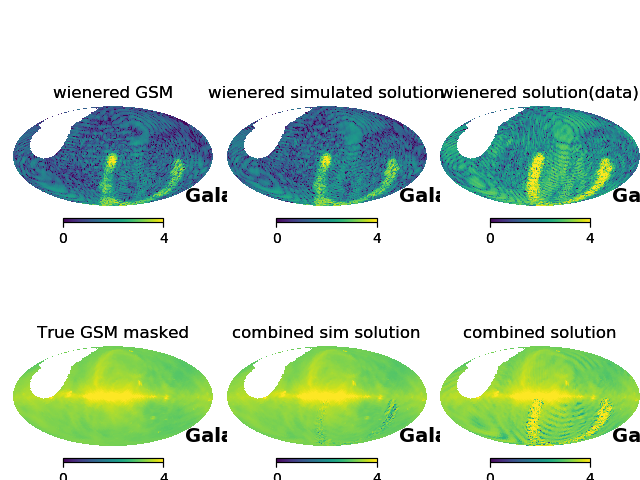 wienered GSM
wienered simulated solution
wienered solution(data)
Gala
Gala
Ga
0 4
0 4
0 4
True GSM masked
combined sim solution
combined solution
Gala
Gala
Ga
0 4
0 4
0 4